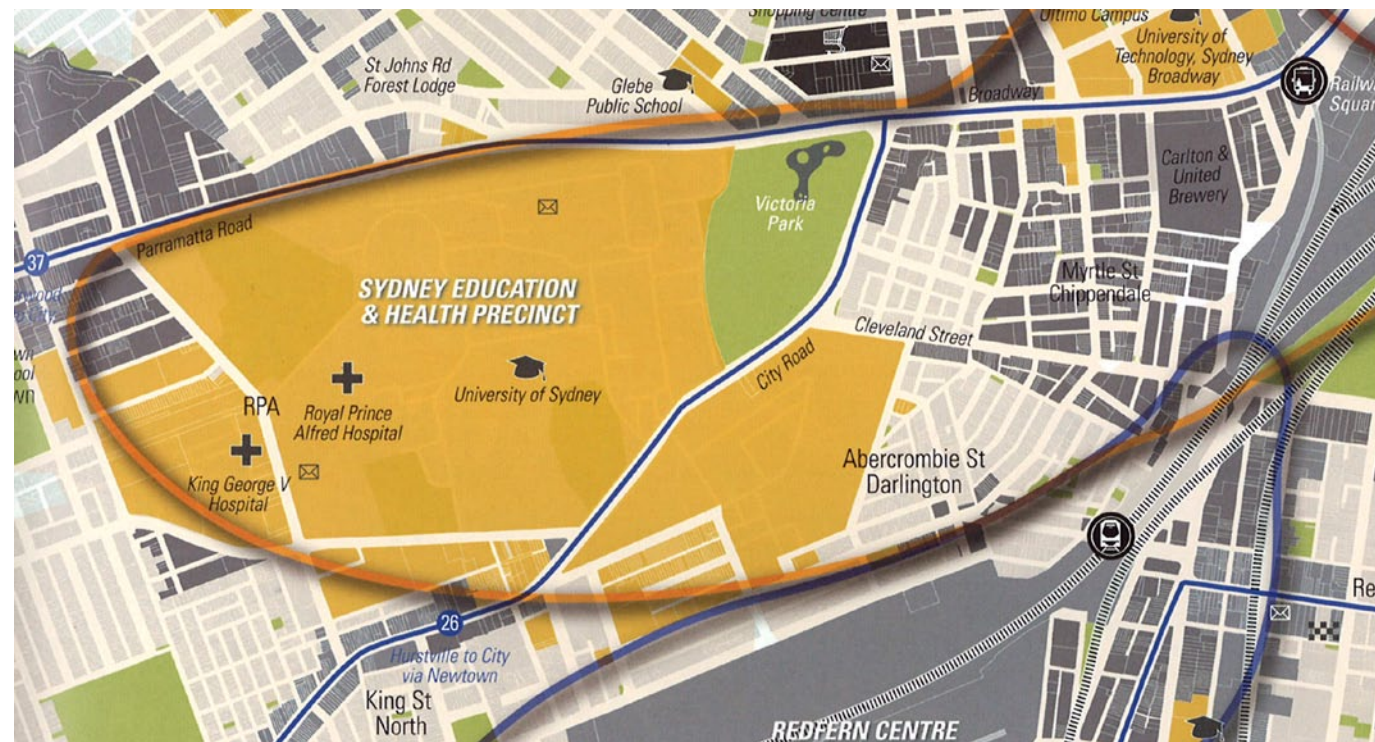 Shopping Centre
Ultimo Campus
University of
Technology, Sydney
Broadway
St Johns Rd
Forest Lodge
Glebe
Public School
Broadway
Railwa
Squar
Carlton &
United
Brewery
Victoria
Park
Parramatta Road
37
SYDNEY EDUCATION
& HEALTH PRECINCT
Myrtle St
Chippendale
Cleveland Street
City Road
University of Sydney
RPA
Royal Prince
Alfred Hospital
King George V
Hospital
Abercrombie St
Darlington
Re
26
Hurstville to City
via Newtown
King St
North
REDFERN CENTRE